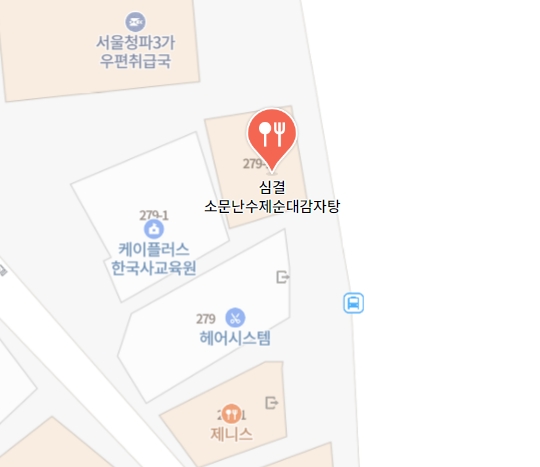 서울청파3가
우편취급국
심결
소문난수제순대감자탕
279-1
케이플러스
한국사교육원
279
헤어시스템
제니스